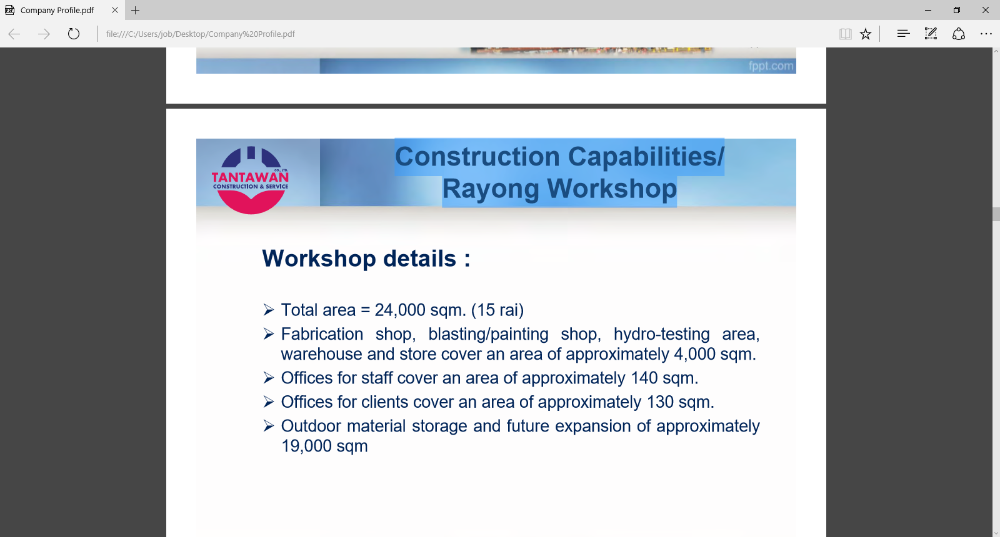 Company Profile.pdf
file:///C:/Users/job/Desktop/Company%20Profile.pdf
fppt.com
CO., LTD.
TANTAWAN
CONSTRUCTION & SERVICE
Construction Capabilities/
Rayong Workshop
Workshop details :
➢ Total area = 24,000 sqm. (15 rai)
➢ Fabrication shop, blasting/painting shop, hydro-testing area,
warehouse and store cover an area of approximately 4,000 sqm.
➢ Offices for staff cover an area of approximately 140 sqm.
➢ Offices for clients cover an area of approximately 130 sqm.
➢ Outdoor material storage and future expansion of approximately
19,000 sqm